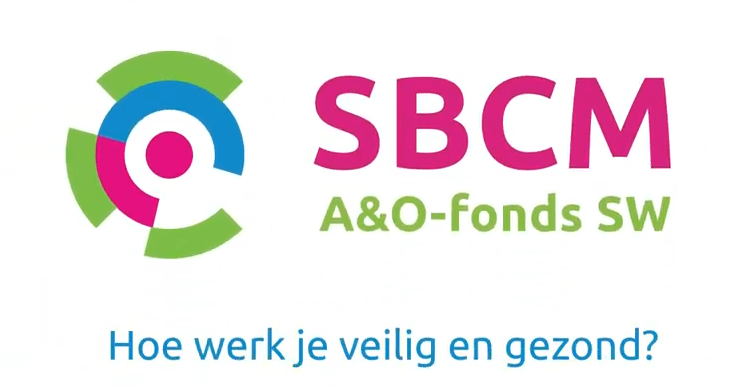 SBCM
A&O-fonds SW
Hoe werk je veilig en gezond?